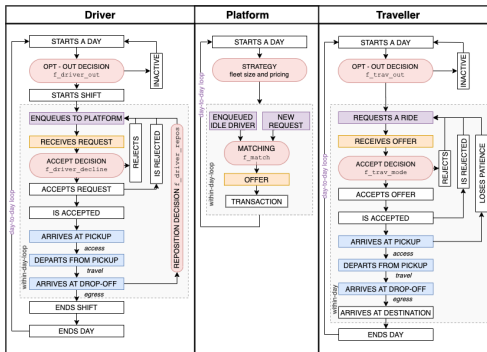 Driver
STARTS A DAY
OPT - OUT DECISION
f_driver_out
INACTIVE
STARTS SHIFT
ENQUEUES TO PLATFORM
RECEIVES REQUEST
ACCEPT DECISION
f_driver_decline
REJECTS
IS REJECTED
REPOSITION DECISION f_driver_repos
ACCEPTS REQUEST
IS ACCEPTED
ARRIVES AT PICKUP
access
DEPARTS FROM PICKUP
travel
ARRIVES AT DROP-OFF
egress
ENDS SHIFT
ENDS DAY
day-to-day loop
within-day-loop
Platform
STARTS A DAY
STRATEGY
fleet size and pricing
ENQUEUED
IDLE DRIVER
NEW
REQUEST
MATCHING
f_match
OFFER
TRANSACTION
day-to-day loop
within-day-loop
Traveller
STARTS A DAY
OPT - OUT DECISION
f_trav_out
INACTIVE
REQUESTS A RIDE
RECEIVES OFFER
ACCEPT DECISION
f_trav_mode
REJECTS
IS REJECTED
LOSES PATIENCE
ACCEPTS OFFER
IS ACCEPTED
ARRIVES AT PICKUP
access
DEPARTS FROM PICKUP
travel
ARRIVES AT DROP-OFF
egress
ARRIVES AT DESTINATION
ENDS DAY
day-to-day loop
within-day